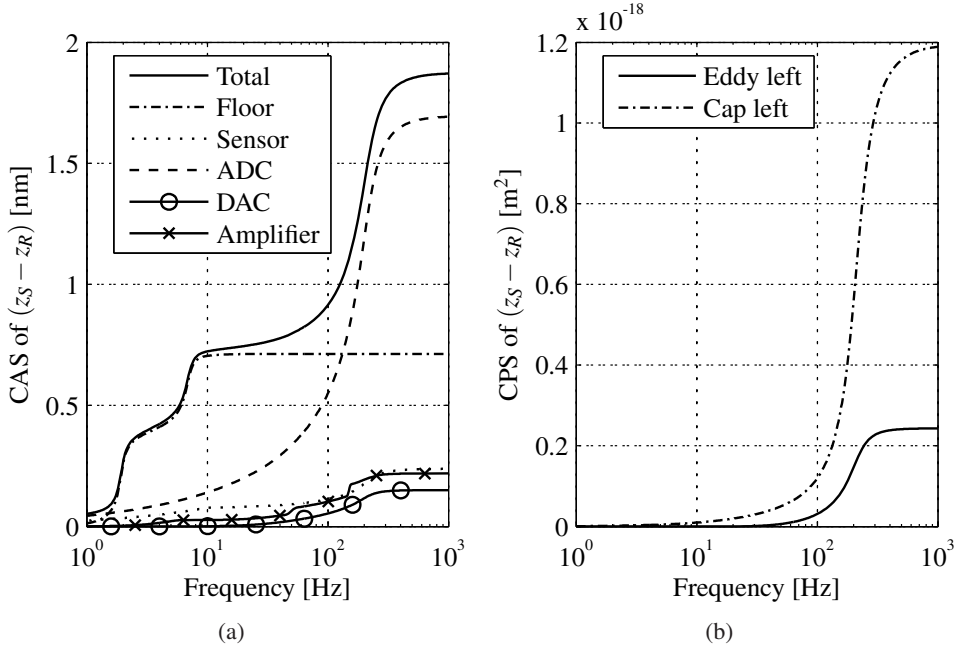 2
1.5
1
0.5
0
CAS of (z_S − z_R) [nm]
Total
Floor
Sensor
ADC
DAC
Amplifier
10^0
10^1
10^2
10^3
Frequency [Hz]
(a)
x 10^-18
1.2
1
0.8
0.6
0.4
0.2
0
CPS of (z_S − z_R) [m^2]
Eddy left
Cap left
10^0
10^1
10^2
10^3
Frequency [Hz]
(b)